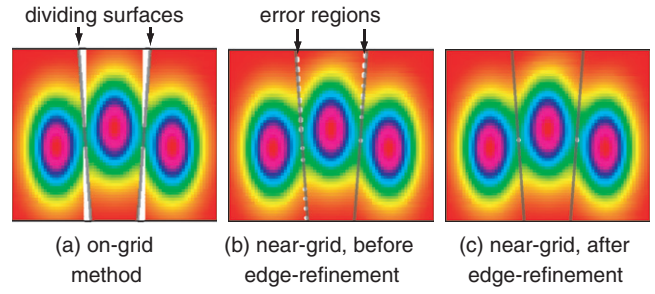 dividing surfaces
error regions
(a) on-grid
method
(b) near-grid, before
edge-refinement
(c) near-grid, after
edge-refinement